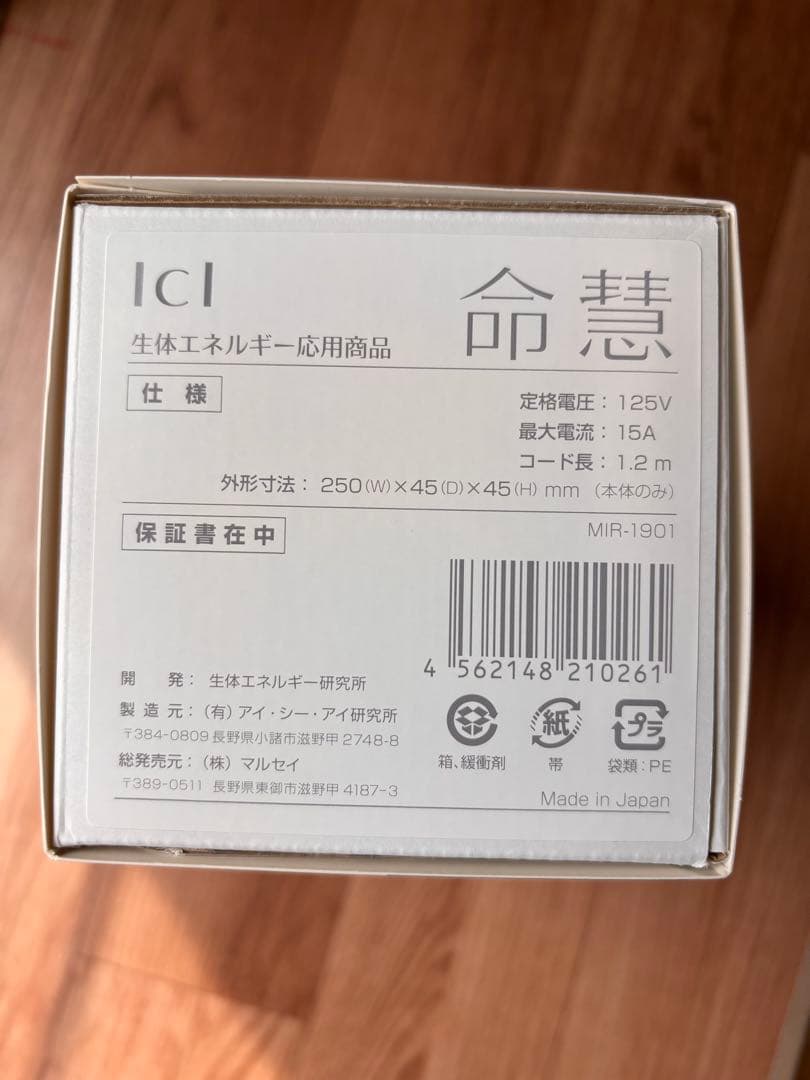 ICI
命慧
生体エネルギー応用商品
仕様
定格電圧：125V
最大電流：15A
コード長：1.2 m
外形寸法：250(W)×45(D)×45(H) mm （本体のみ）
保証書在中
MIR-1901
4 562148 210261
開発：生体エネルギー研究所
製造元：（有）アイ・シー・アイ研究所
〒384-0809 長野県小諸市滋野甲 2748-8
総発売元：（株）マルセイ
〒389-0511 長野県東御市滋野甲 4187-3
紙
プラ
箱、緩衝剤
帯
袋類：PE
Made in Japan